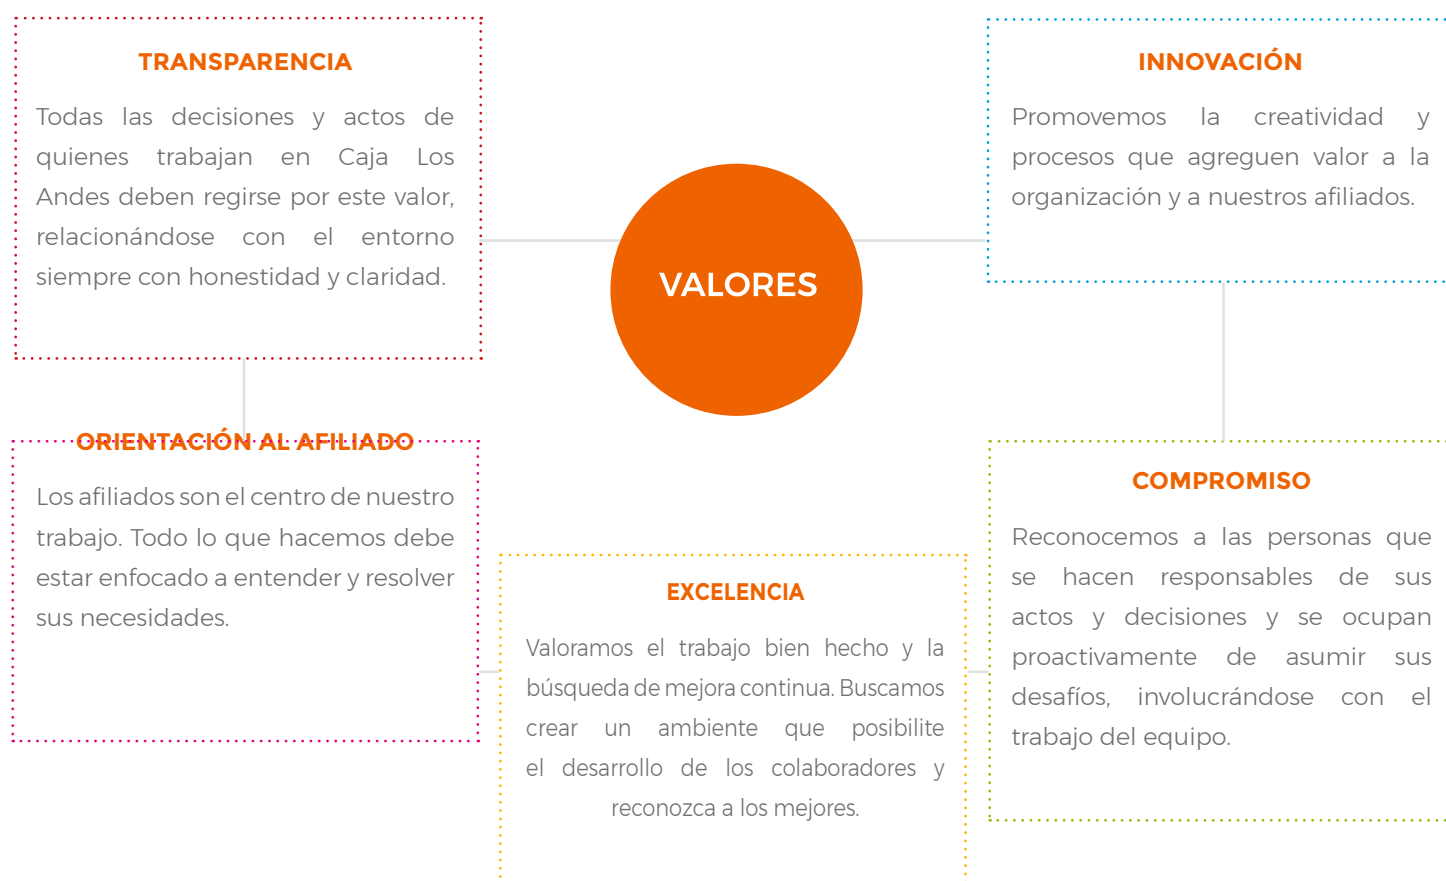 TRANSPARENCIA
Todas las decisiones y actos de
quienes trabajan en Caja Los
Andes deben regirse por este valor,
relacionándose con el entorno
siempre con honestidad y claridad.
INNOVACIÓN
Promovemos la creatividad y
procesos que agreguen valor a la
organización y a nuestros afiliados.
VALORES
ORIENTACIÓN AL AFILIADO
Los afiliados son el centro de nuestro
trabajo. Todo lo que hacemos debe
estar enfocado a entender y resolver
sus necesidades.
EXCELENCIA
Valoramos el trabajo bien hecho y la
búsqueda de mejora continua. Buscamos
crear un ambiente que posibilite
el desarrollo de los colaboradores y
reconozca a los mejores.
COMPROMISO
Reconocemos a las personas que
se hacen responsables de sus
actos y decisiones y se ocupan
proactivamente de asumir sus
desafíos, involucrándose con el
trabajo del equipo.